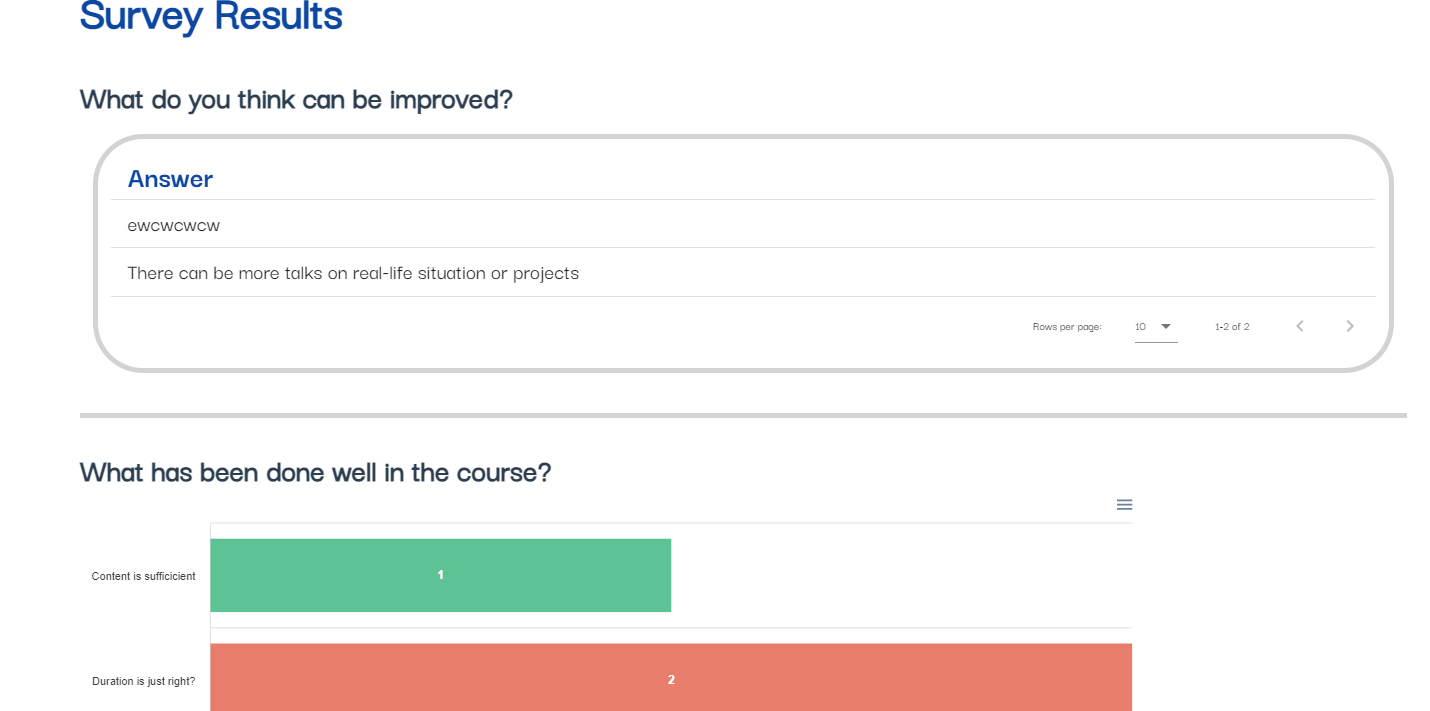 Survey Results
What do you think can be improved?
Answer
ewcwcwcw
There can be more talks on real-life situation or projects
Rows per page: 10 1-2 of 2
What has been done well in the course?
Content is sufficicient 1
Duration is just right? 2